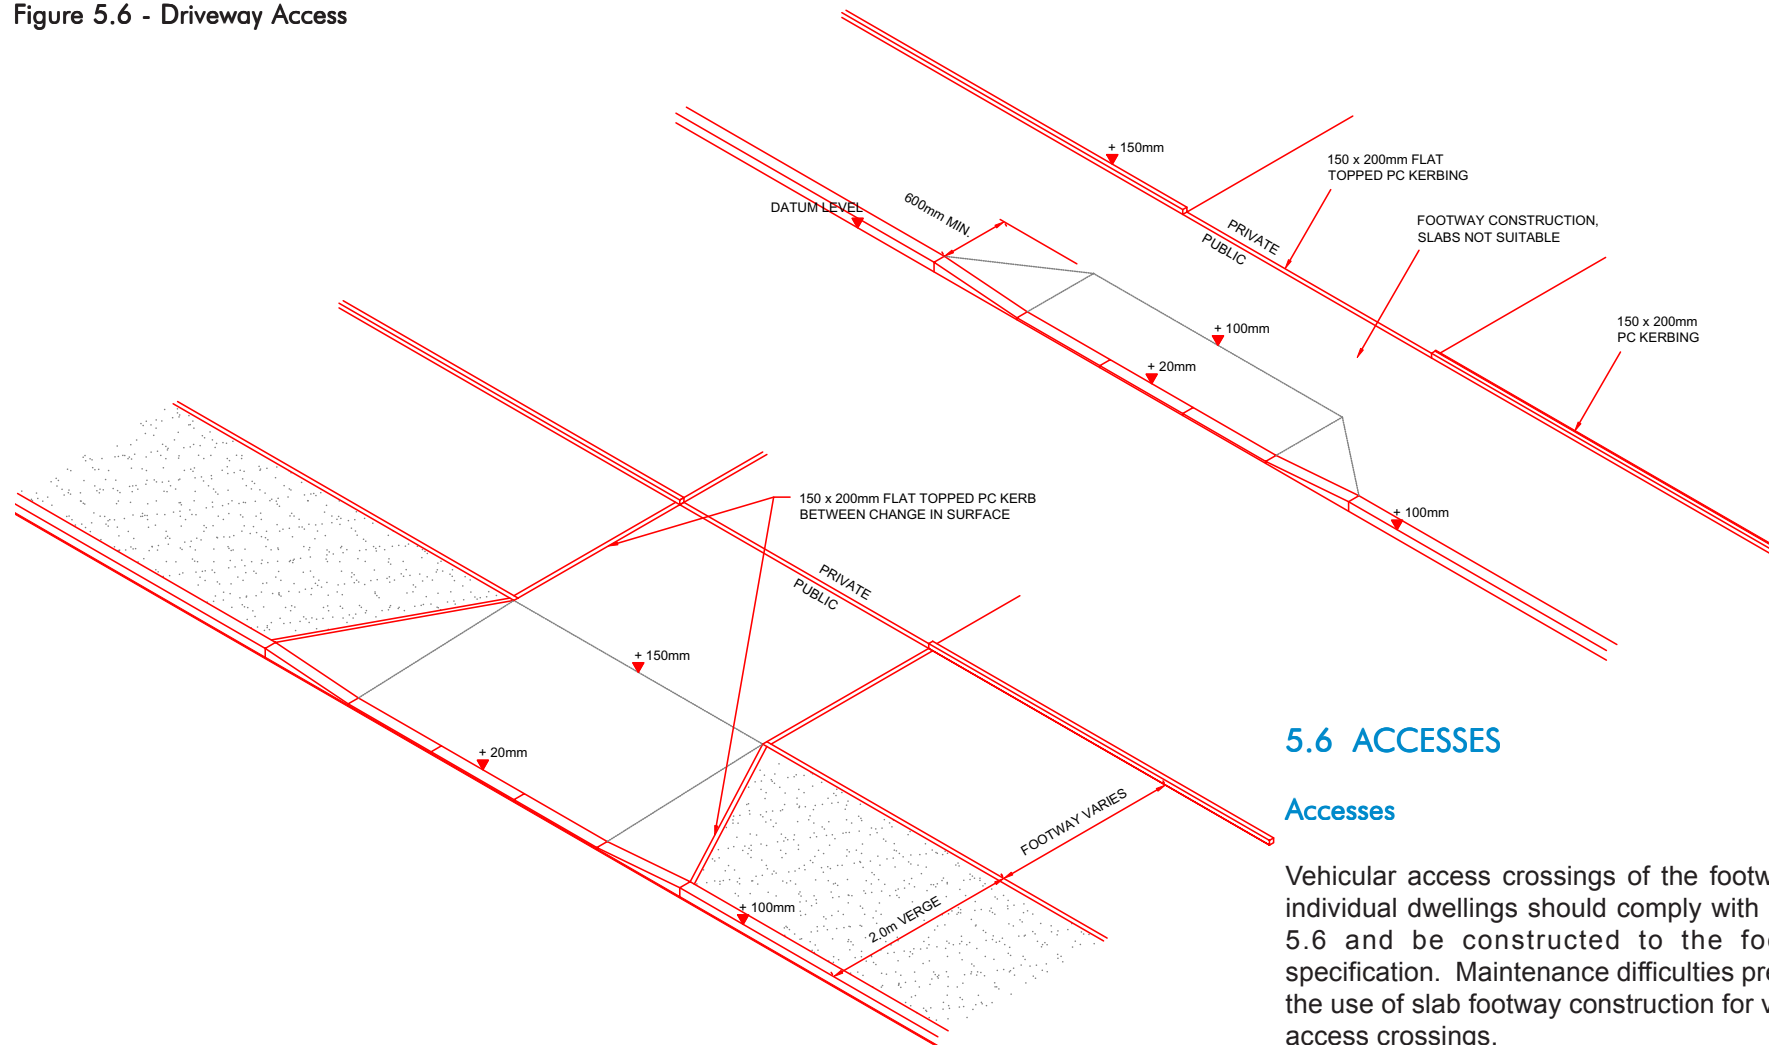 Figure 5.6 - Driveway Access
+ 150mm
150 x 200mm FLAT
TOPPED PC KERBING
DATUM LEVEL
600mm MIN.
PRIVATE
PUBLIC
FOOTWAY CONSTRUCTION,
SLABS NOT SUITABLE
+ 100mm
150 x 200mm
PC KERBING
+ 20mm
+ 100mm
150 x 200mm FLAT TOPPED PC KERB
BETWEEN CHANGE IN SURFACE
PRIVATE
PUBLIC
+ 150mm
+ 20mm
FOOTWAY VARIES
2.0m VERGE
+ 100mm
5.6 ACCESSES
Accesses
Vehicular access crossings of the
individual dwellings should comply with
5.6 and be constructed to the
specification. Maintenance difficulties
the use of slab footway construction for
access crossings.